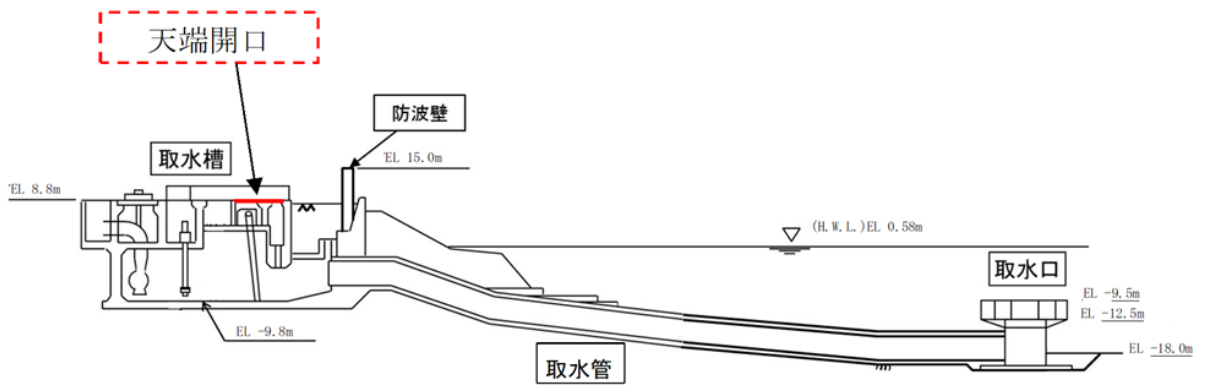 天端開口
防波壁
EL 15.0m
取水槽
EL 8.8m
(H.W.L.)EL 0.58m
取水口
EL -9.5m
EL -12.5m
EL -9.8m
EL -18.0m
取水管